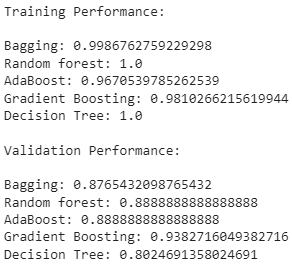 Training Performance:
Bagging: 0.9986762759229298
Random forest: 1.0
AdaBoost: 0.9670539785262539
Gradient Boosting: 0.9810266215619944
Decision Tree: 1.0
Validation Performance:
Bagging: 0.8765432098765432
Random forest: 0.8888888888888888
AdaBoost: 0.8888888888888888
Gradient Boosting: 0.9382716049382716
Decision Tree: 0.8024691358024691